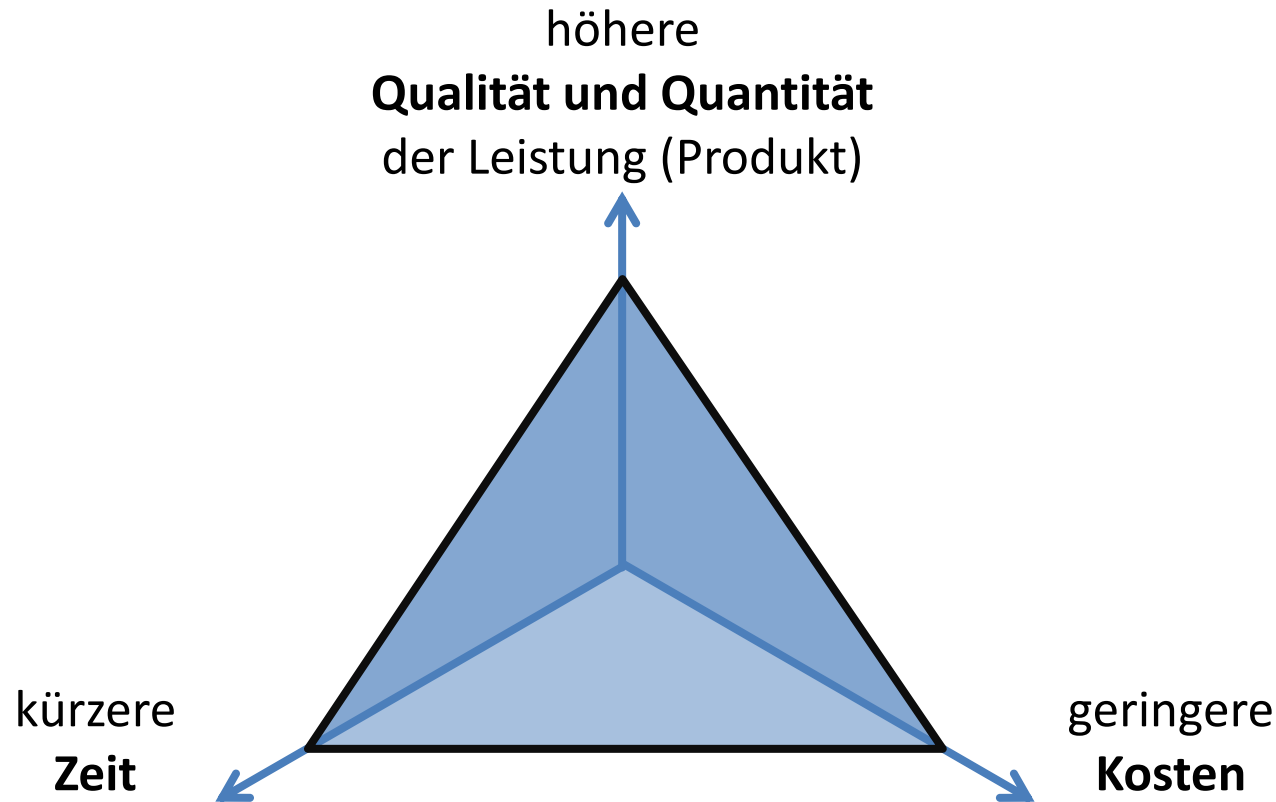 höhere
Qualität und Quantität
der Leistung (Produkt)
kürzere
Zeit
geringere
Kosten